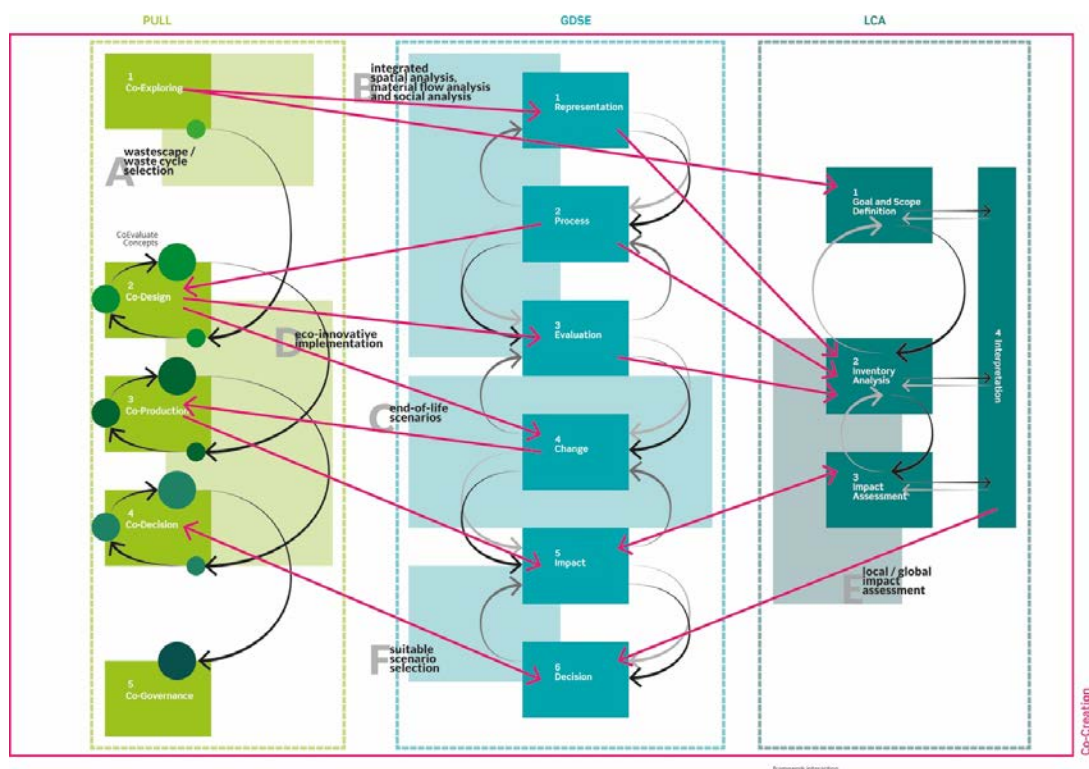 PULL
GDSE
LCA
1
Co-Exploring
A
wastescape /
waste cycle
selection
CoEvaluate
Concepts
2
Co-Design
D
eco-innovative
implementation
3
Co-Production
4
Co-Decision
5
Co-Governance
B
integrated
spatial analysis,
material flow analysis
and social analysis
1
Representation
2
Process
3
Evaluation
C
end-of-life
scenarios
4
Change
5
Impact
F
suitable
scenario
selection
6
Decision
1
Goal and Scope
Definition
2
Inventory
Analysis
3
Impact
Assessment
4 Interpretation
E
local / global
impact
assessment
Co-Creation